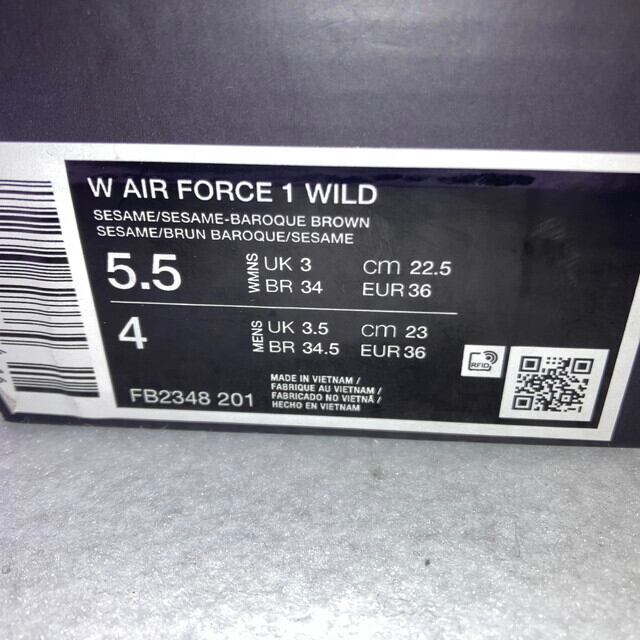 W AIR FORCE 1 WILD
SESAME/SESAME-BAROQUE BROWN
SESAME/BRUN BAROQUE/SESAME
5.5 WMNS UK 3 cm 22.5
BR 34 EUR 36
4 MENS UK 3.5 cm 23
BR 34.5 EUR 36
FB2348 201
MADE IN VIETNAM /
FABRIQUE AU VIETNAM /
FABRICADO NO VIETNÃ /
HECHO EN VIETNAM
RFID